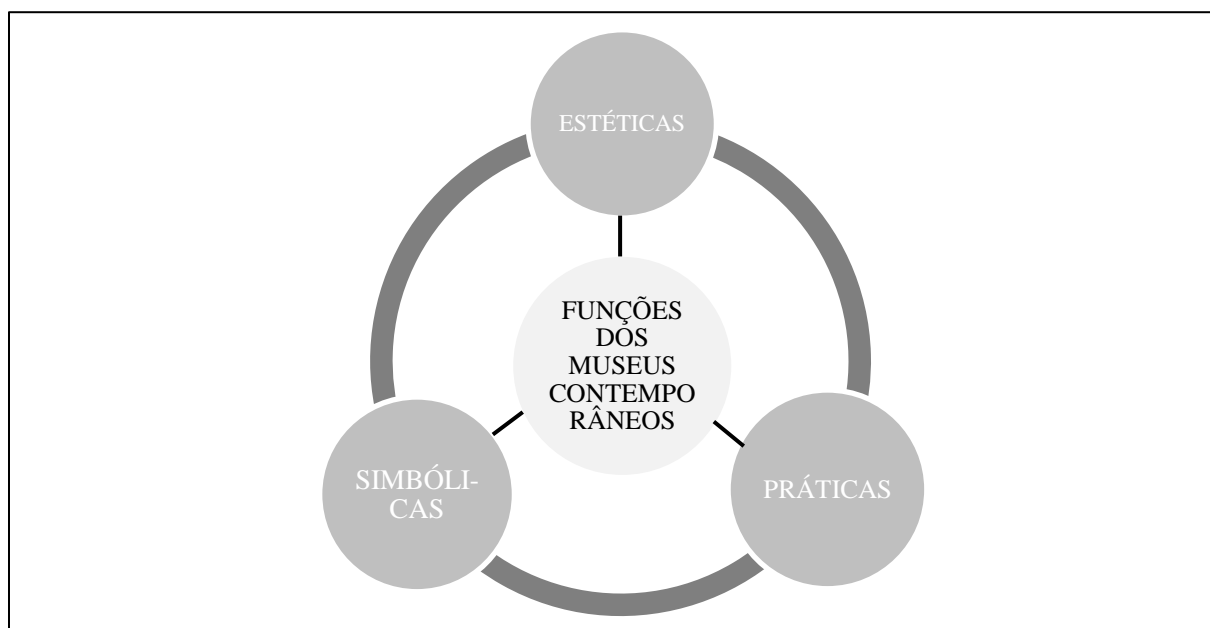 ESTÉTICAS
FUNÇÕES
DOS
MUSEUS
CONTEMPO
RÂNEOS
SIMBÓLI-
CAS
PRÁTICAS